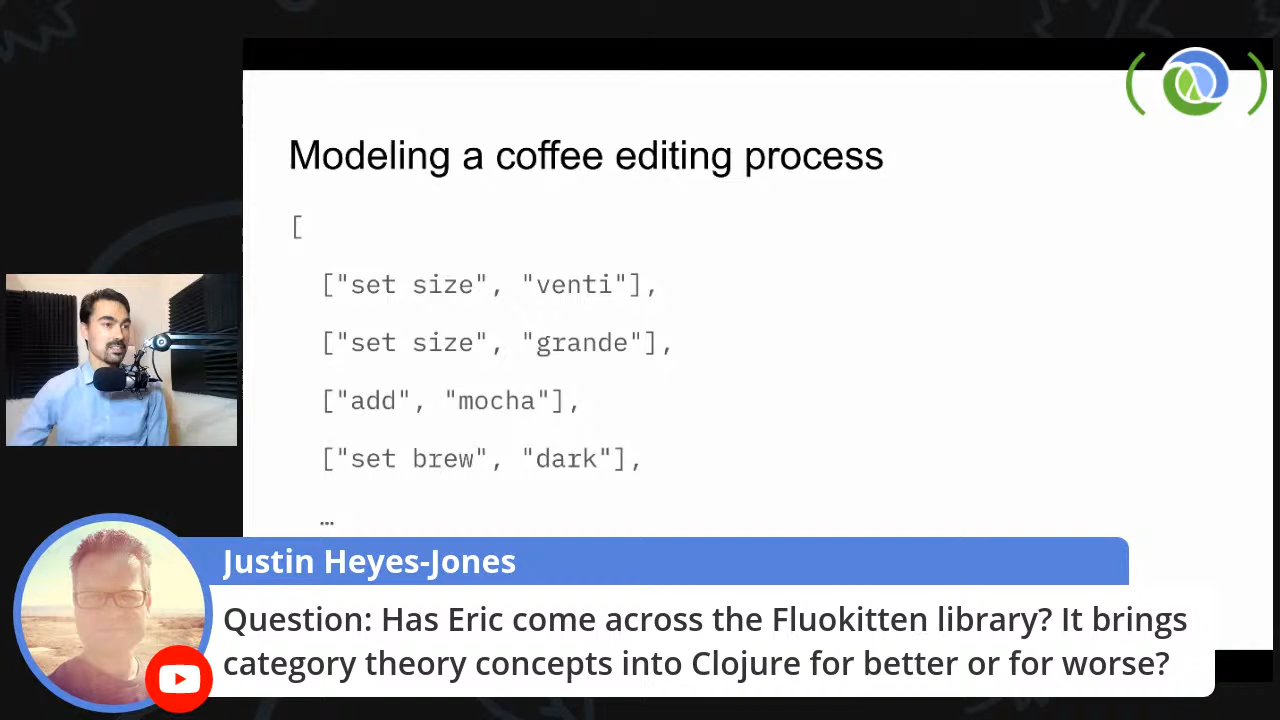 Modeling a coffee editing process
[
["set size", "venti"],
["set size", "grande"],
["add", "mocha"],
["set brew", "dark"],
…
Justin Heyes-Jones
Question: Has Eric come across the Fluokitten library? It brings
category theory concepts into Clojure for better or for worse?